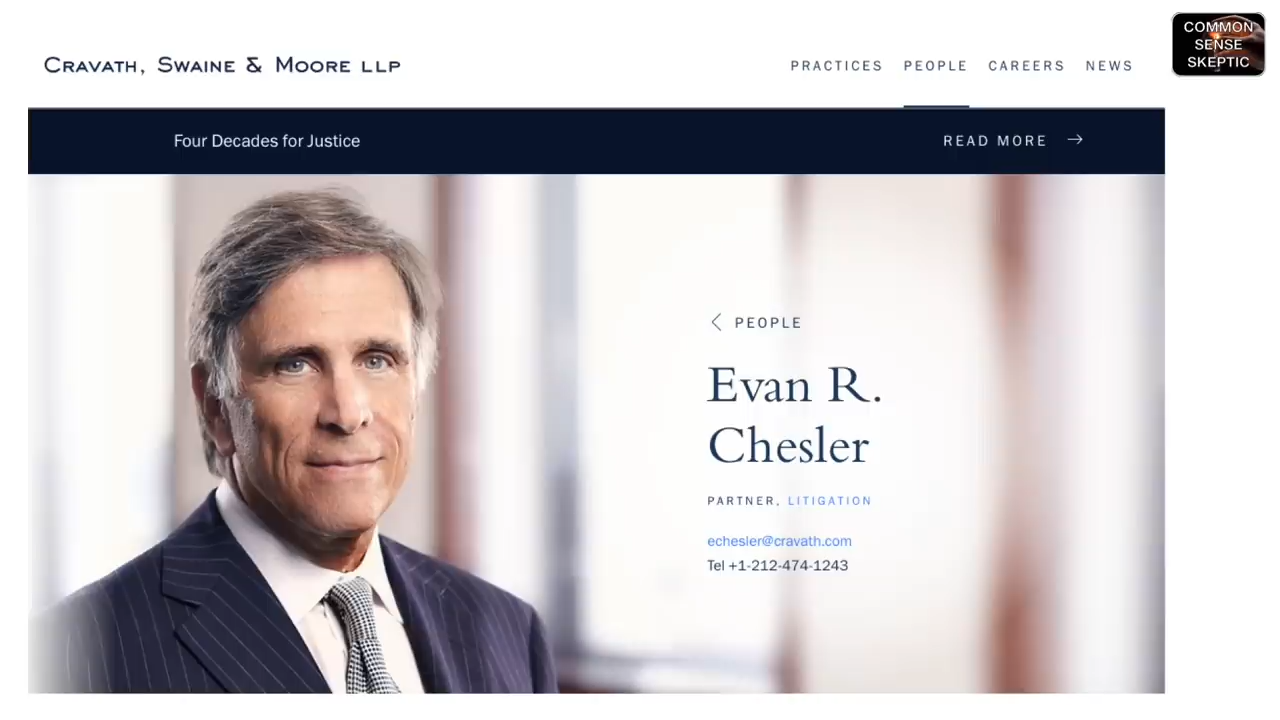 CRAVATH, SWAINE & MOORE LLP
PRACTICES PEOPLE CAREERS NEWS
COMMON
SENSE
SKEPTIC
Four Decades for Justice
READ MORE →
< PEOPLE
Evan R.
Chesler
PARTNER, LITIGATION
echesler@cravath.com
Tel +1-212-474-1243